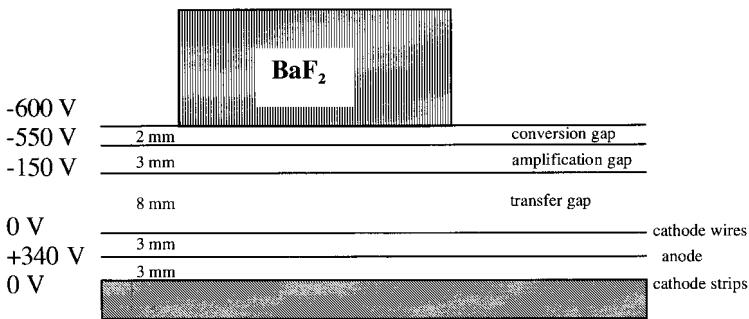 BaF2
-600 V
-550 V 2 mm conversion gap
-150 V 3 mm amplification gap
8 mm transfer gap
0 V cathode wires
3 mm
+340 V anode
3 mm
0 V cathode strips